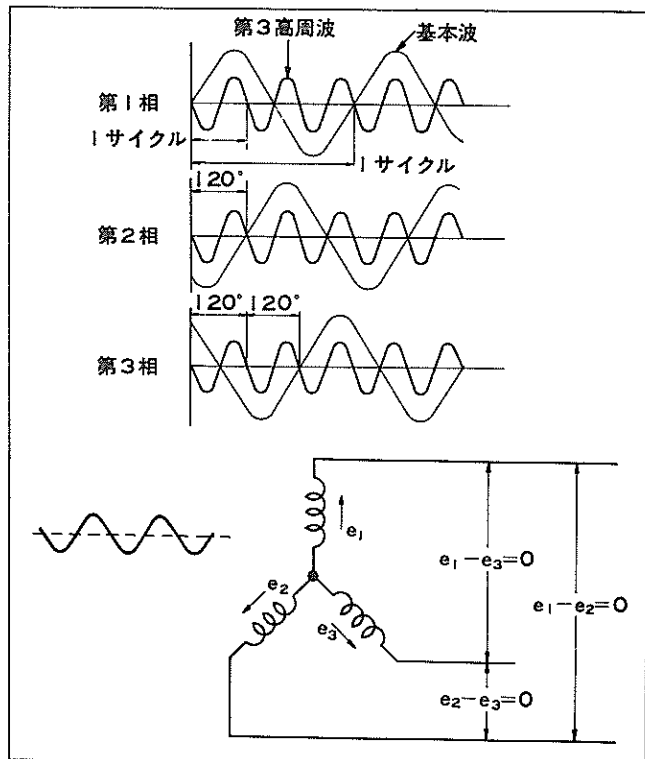 第3高周波
基本波
第1相
1サイクル
1サイクル
120°
第2相
120° 120°
第3相
e₁
e₂
e₃
e₁−e₃=0
e₁−e₂=0
e₂−e₃=0